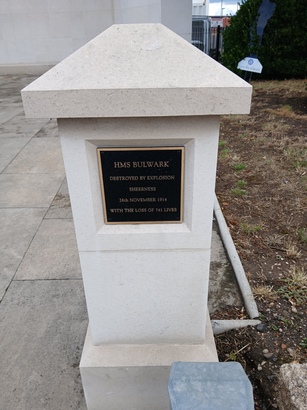 HMS BULWARK
DESTROYED BY EXPLOSION
SHEERNESS
26th NOVEMBER 1914
WITH THE LOSS OF 741 LIVES